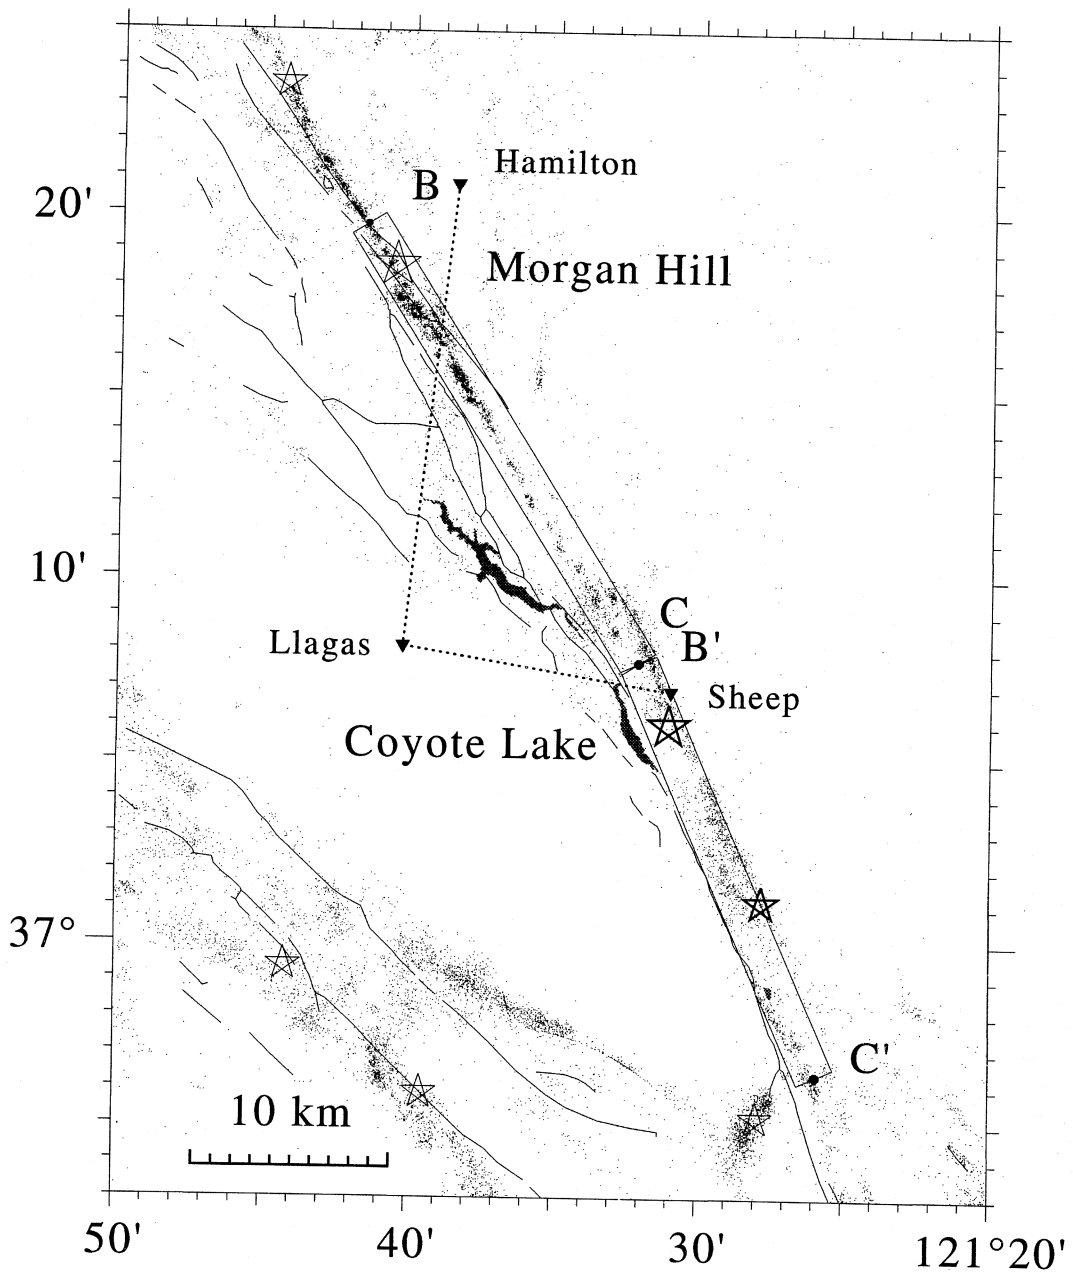 Hamilton
B
20'
Morgan Hill
10'
C
B'
Llagas
Sheep
Coyote Lake
37°
C'
10 km
50'
40'
30'
121°20'